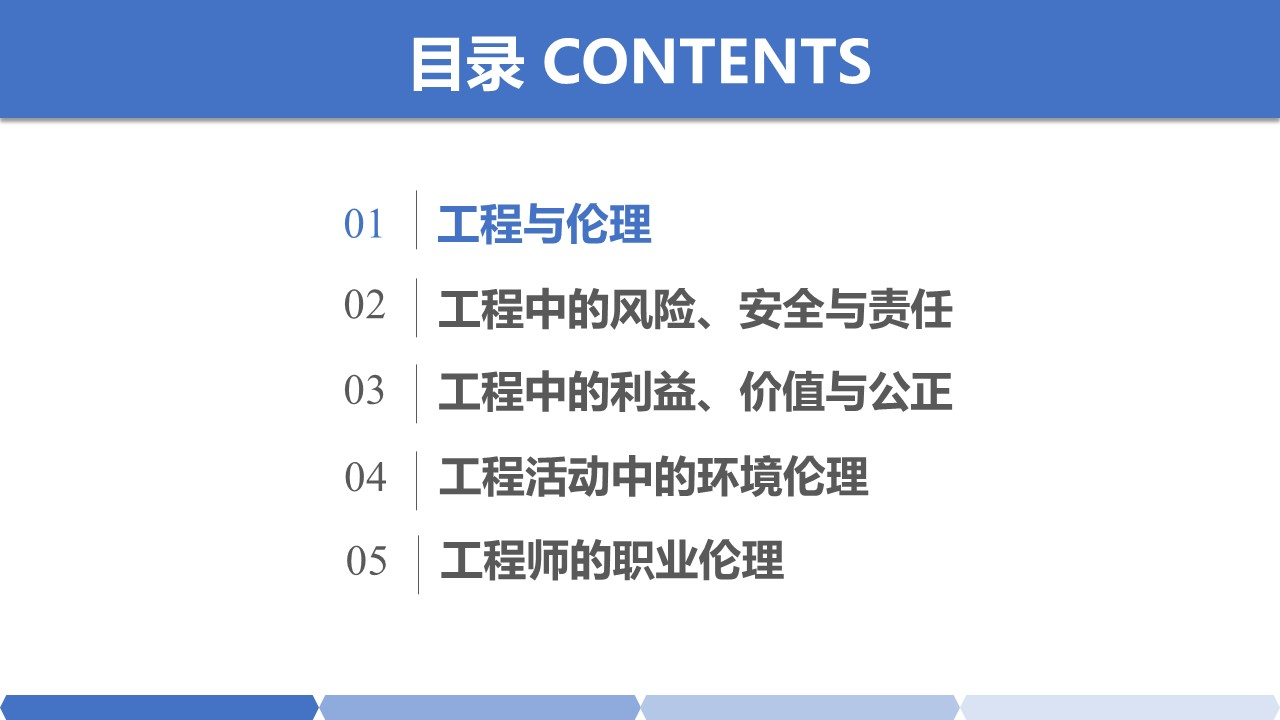 目录 CONTENTS
01 工程与伦理
02 工程中的风险、安全与责任
03 工程中的利益、价值与公正
04 工程活动中的环境伦理
05 工程师的职业伦理